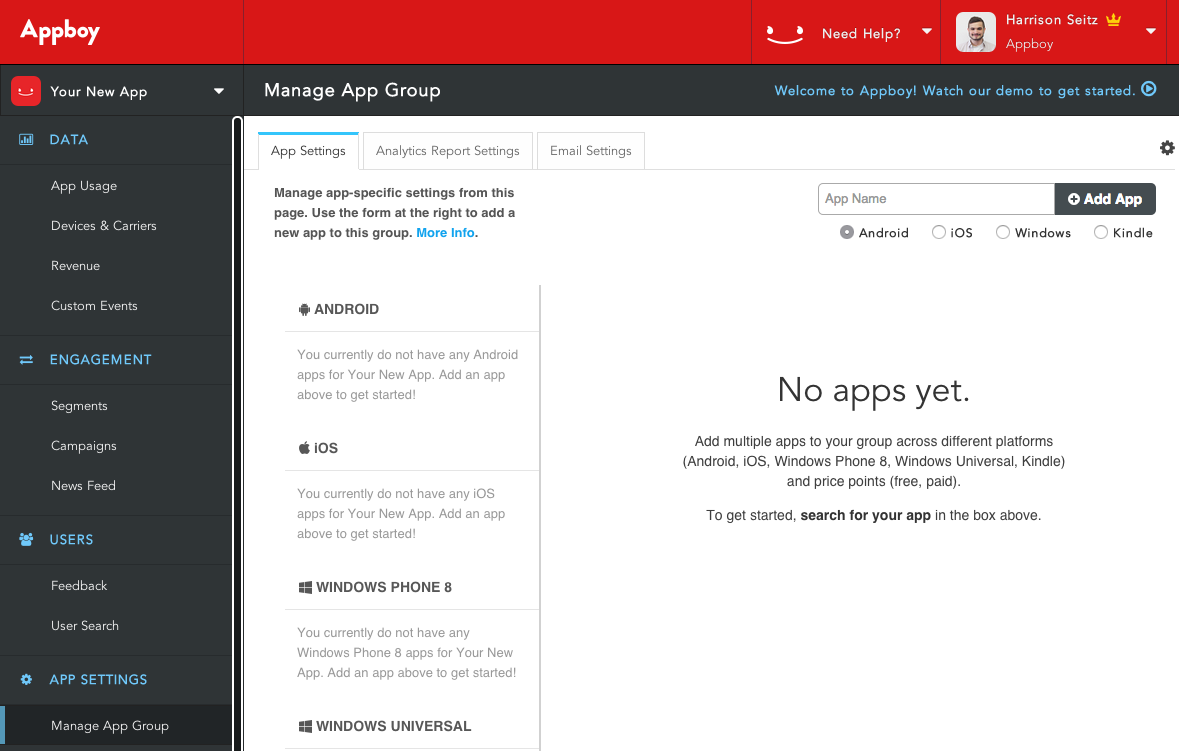 Appboy
Need Help?
Harrison Seitz
Appboy
Your New App
Manage App Group
Welcome to Appboy! Watch our demo to get started.
DATA
App Usage
Devices & Carriers
Revenue
Custom Events
ENGAGEMENT
Segments
Campaigns
News Feed
USERS
Feedback
User Search
APP SETTINGS
Manage App Group
App Settings
Analytics Report Settings
Email Settings
Manage app-specific settings from this
page. Use the form at the right to add a
new app to this group. More Info.
App Name
Add App
Android
iOS
Windows
Kindle
ANDROID
You currently do not have any Android
apps for Your New App. Add an app
above to get started!
iOS
You currently do not have any iOS
apps for Your New App. Add an app
above to get started!
WINDOWS PHONE 8
You currently do not have any
Windows Phone 8 apps for Your New
App. Add an app above to get started!
WINDOWS UNIVERSAL
No apps yet.
Add multiple apps to your group across different platforms
(Android, iOS, Windows Phone 8, Windows Universal, Kindle)
and price points (free, paid).
To get started, search for your app in the box above.